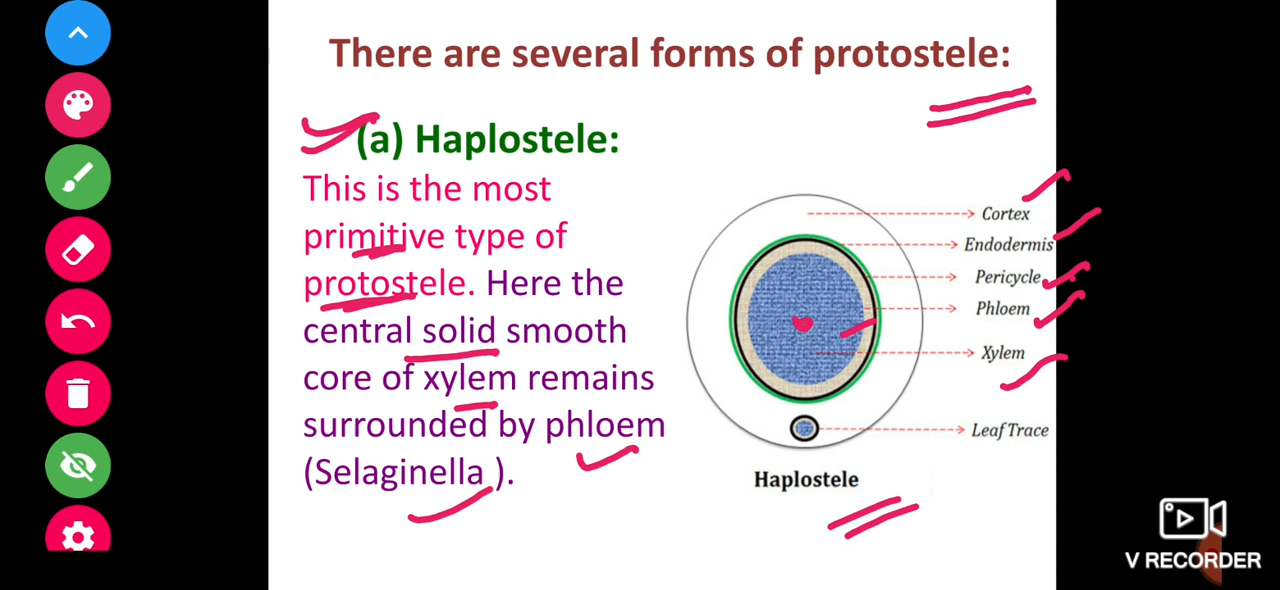 There are several forms of protostele:
(a) Haplostele:
This is the most
primitive type of
protostele. Here the
central solid smooth
core of xylem remains
surrounded by phloem
(Selaginella ).
Cortex
Endodermis
Pericycle
Phloem
Xylem
Leaf Trace
Haplostele
V RECORDER